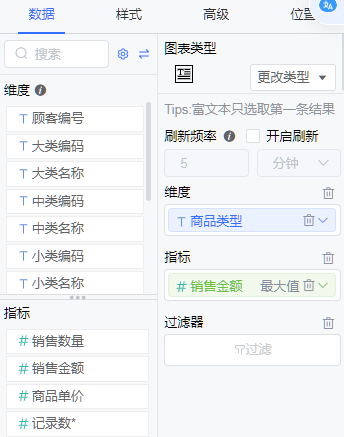 数据 样式 高级 位置
搜索
维度
T 顾客编号
T 大类编码
T 大类名称
T 中类编码
T 中类名称
T 小类编码
T 小类名称
指标
# 销售数量
# 销售金额
# 商品单价
# 记录数*
图表类型
更改类型
Tips:富文本只选取第一条结果
刷新频率 开启刷新
5 分钟
维度
T 商品类型
指标
# 销售金额 最大值
过滤器
过滤